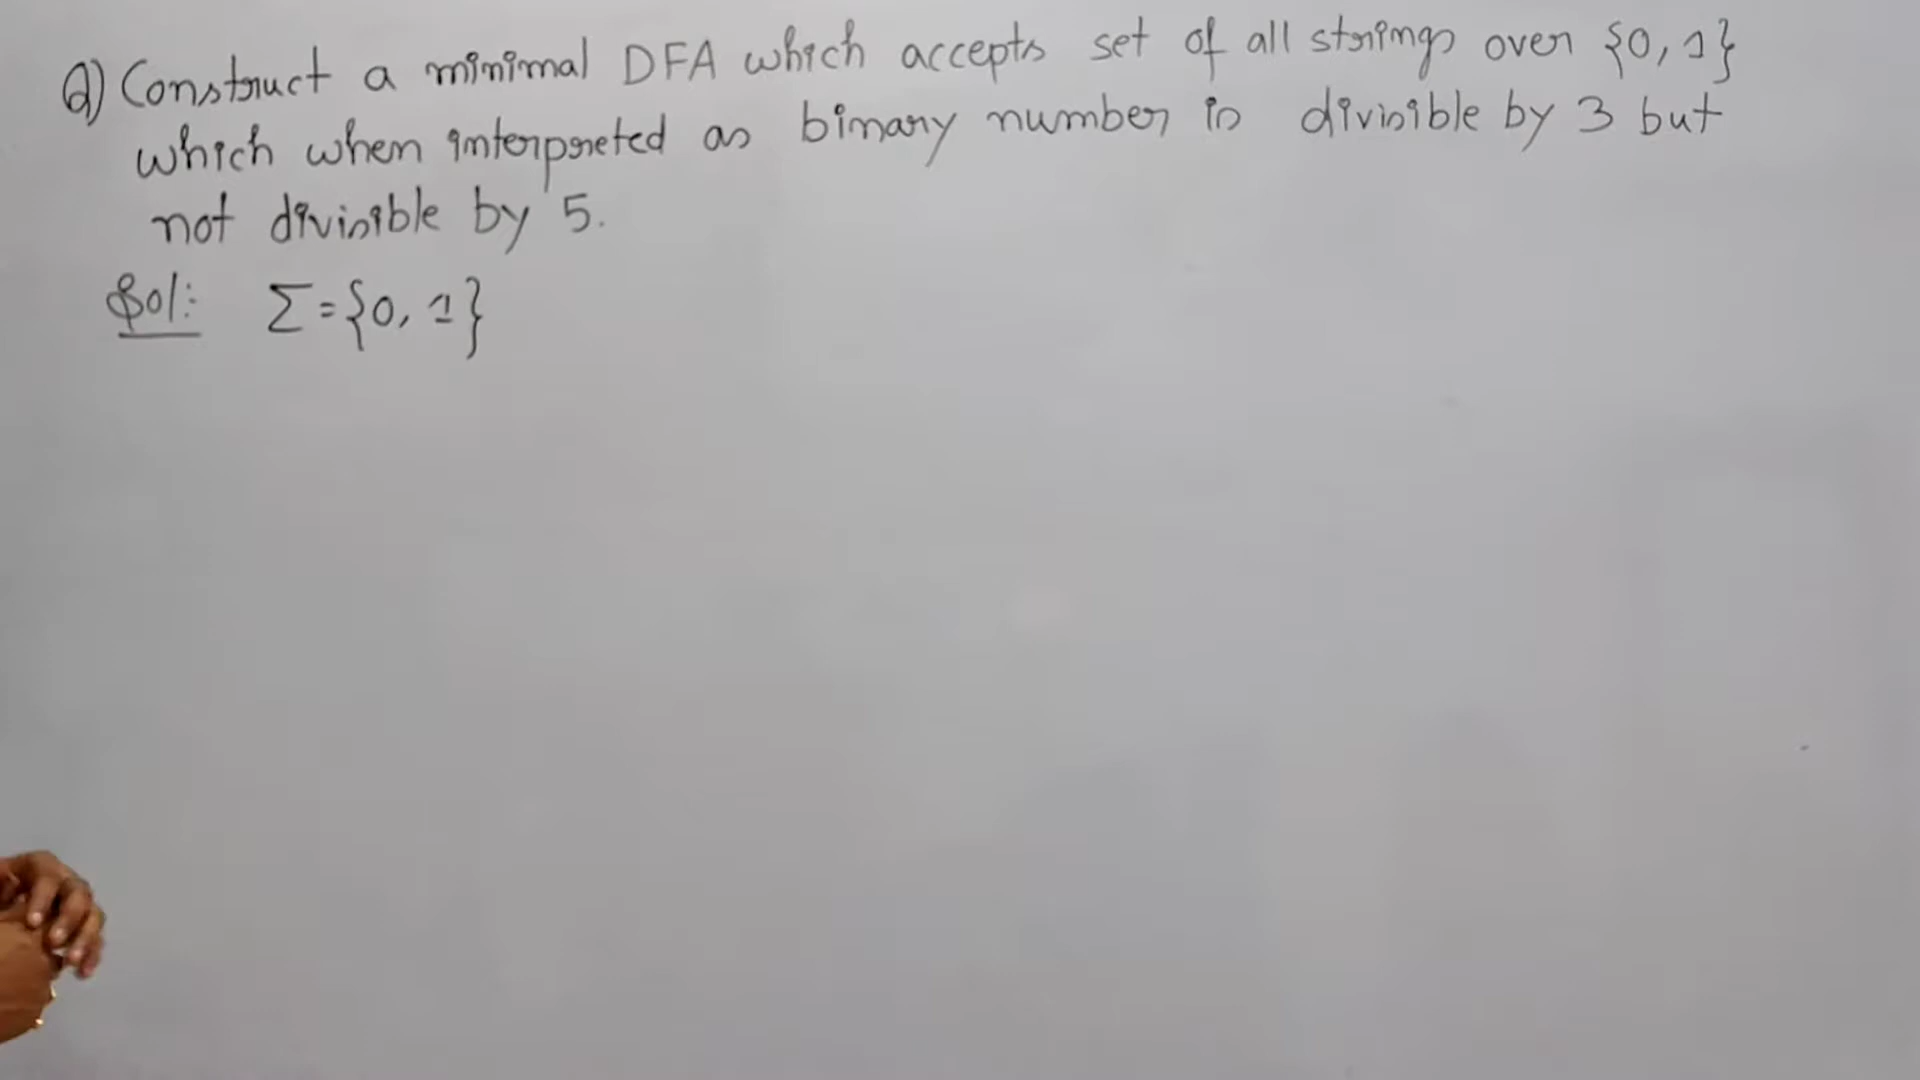 Q) Construct a minimal DFA which accepts set of all strings over {0, 1}
which when interpreted as binary number is divisible by 3 but
not divisible by 5.
Sol: Σ={0, 1}